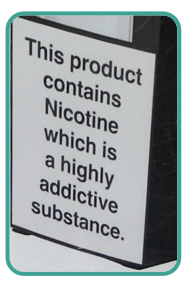 This product
contains
Nicotine
which is
a highly
addictive
substance.